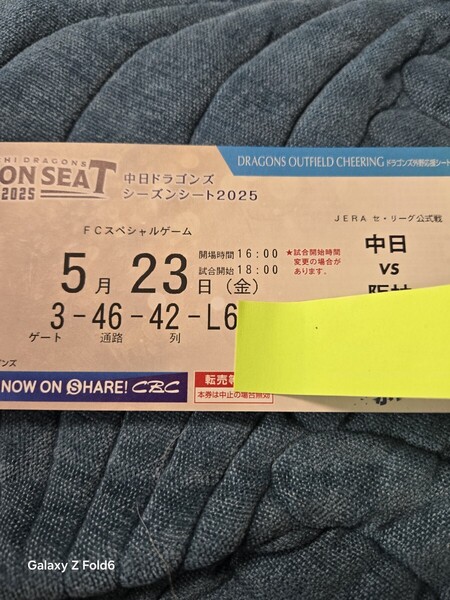 HI DRAGONS
ON SEAT
2025
中日ドラゴンズ
シーズンシート2025
DRAGONS OUTFIELD CHEERING ドラゴンズ外野応援シート
FCスペシャルゲーム
JERA セ・リーグ公式戦
開場時間 16:00
試合開始 18:00
★試合開始時間
変更の場合が
あります。
中日
VS
5月23日(金)
3-46-42-L6
ゲート 通路 列
ンズ
NOW ON SHARE! CBC
転売
本券は中止の場合無効
Galaxy Z Fold6